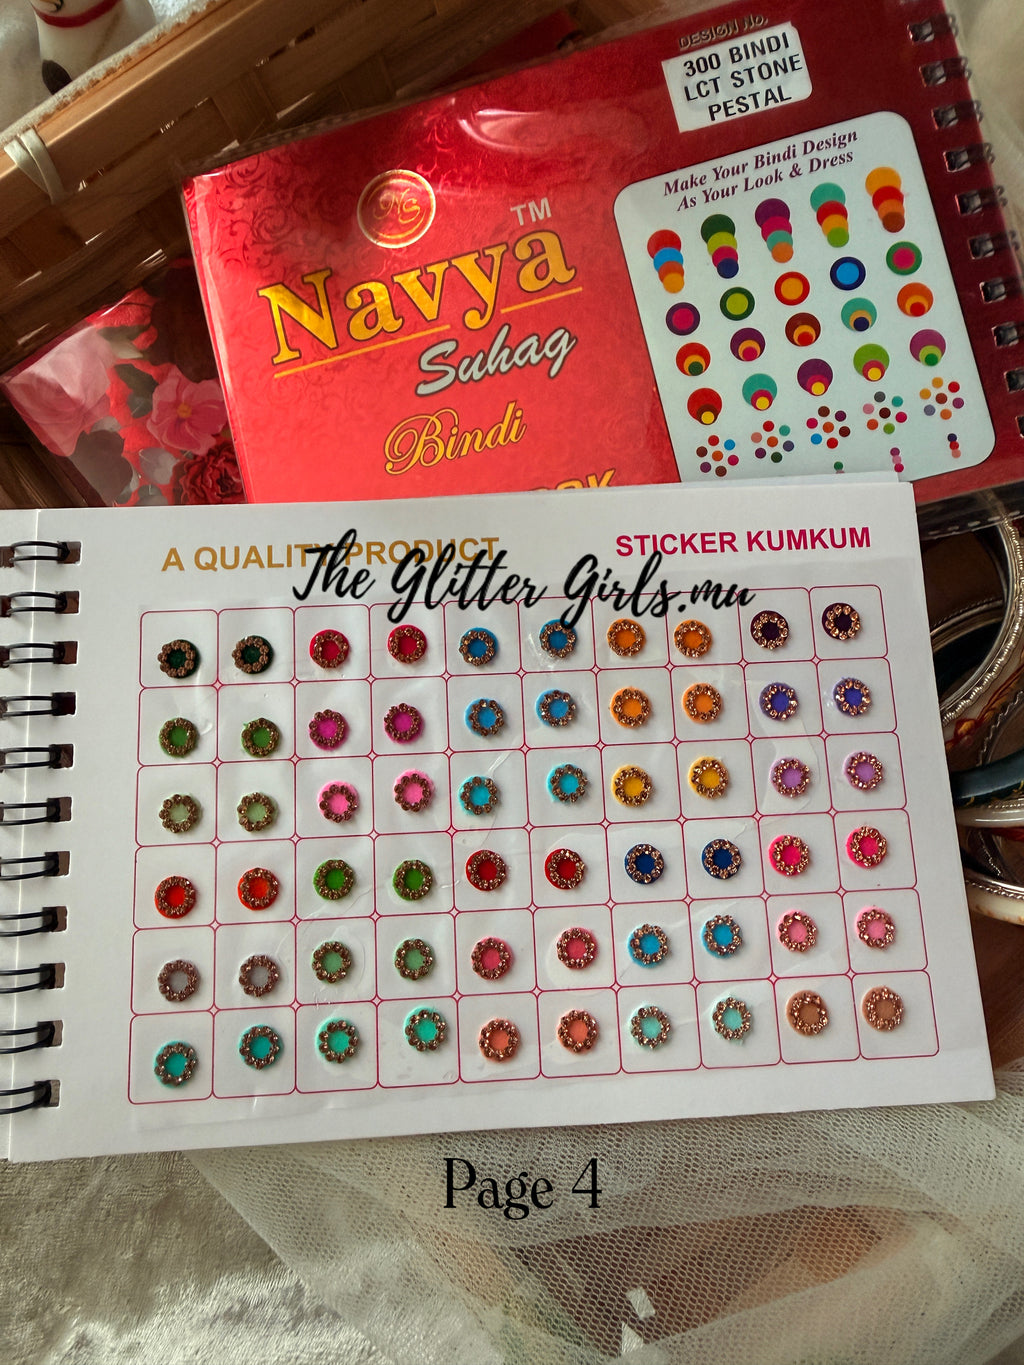 DESIGN No.
300 BINDI
LCT STONE
PESTAL
Make Your Bindi Design
As Your Look & Dress
NS
TM
Navya
Suhag
Bindi
A QUALITY PRODUCT
STICKER KUMKUM
The Glitter Girls.mu
Page 4